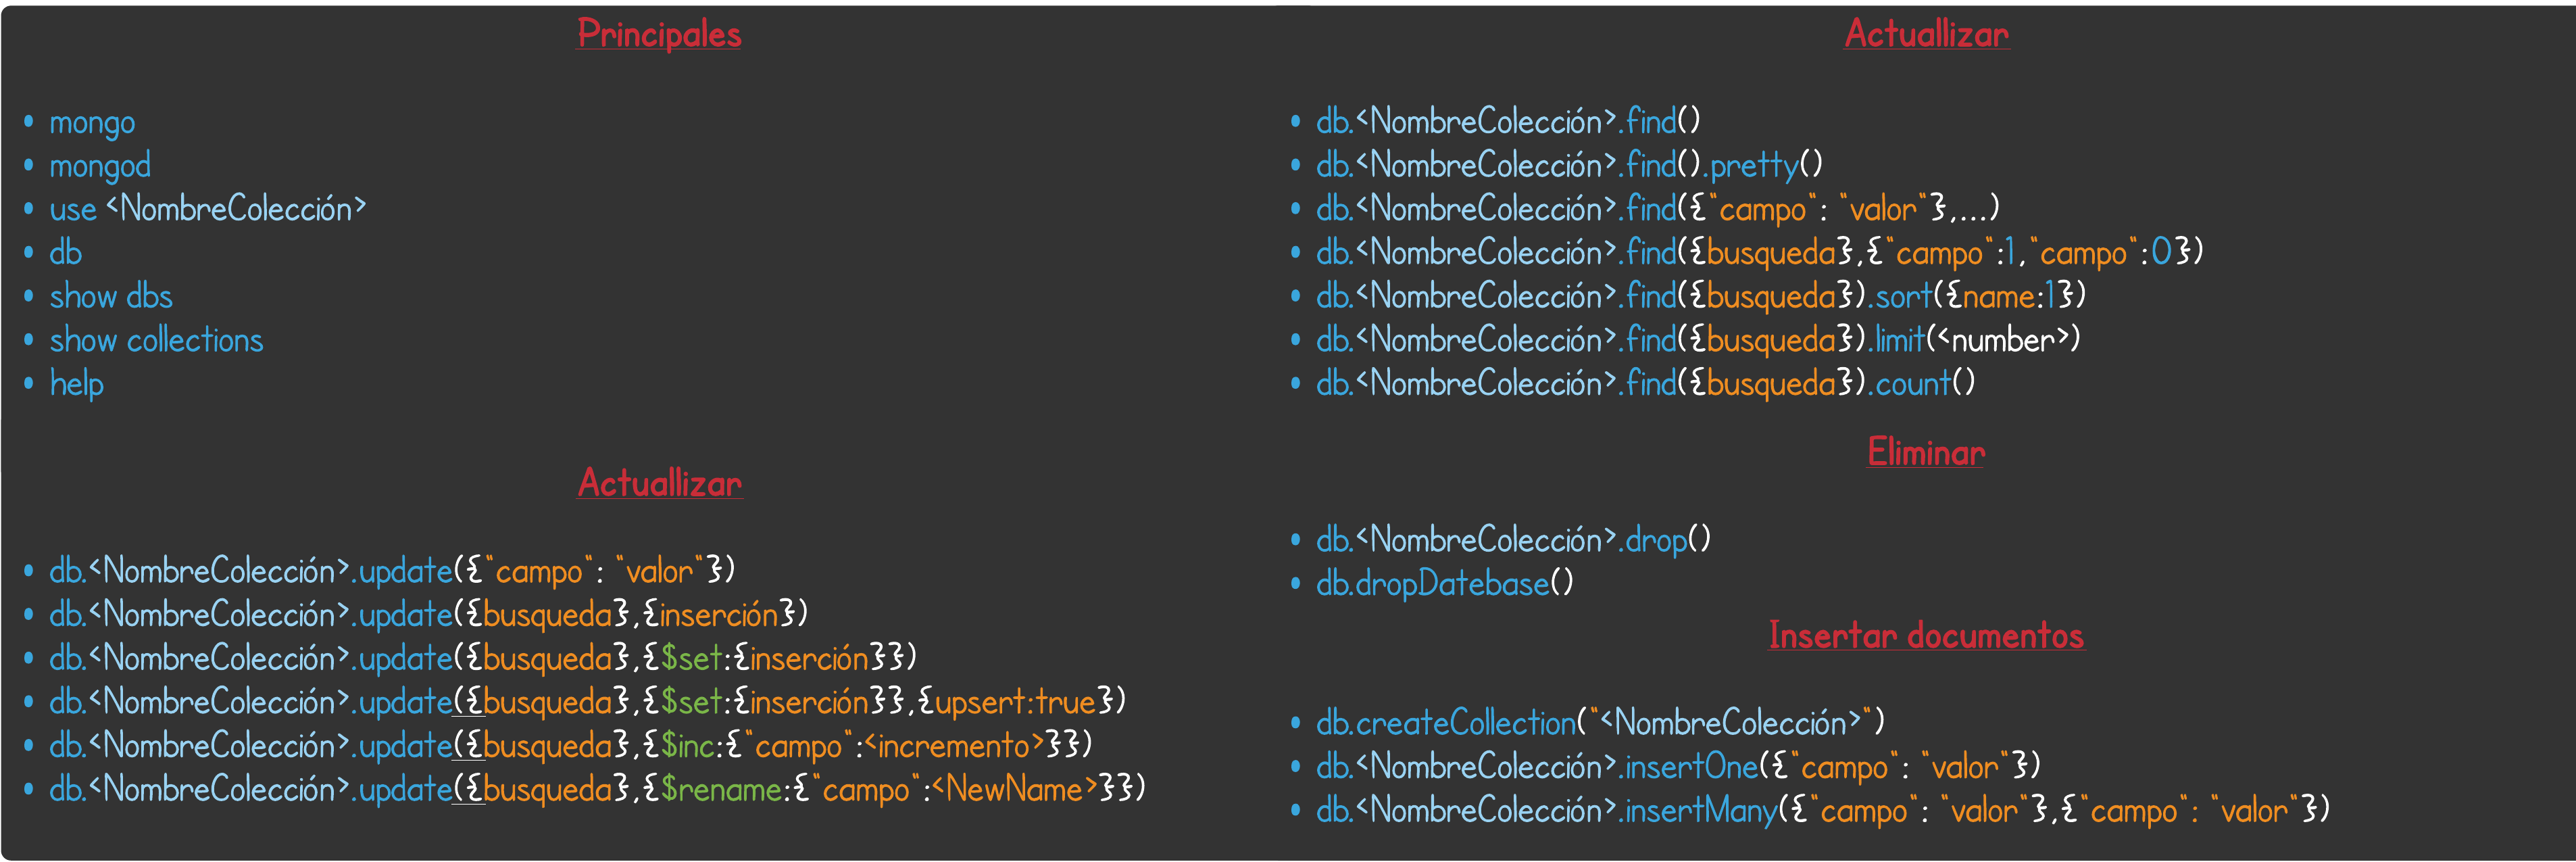 Principales
• mongo
• mongod
• use <NombreColección>
• db
• show dbs
• show collections
• help
Actuallizar
• db.<NombreColección>.update({"campo": "valor"})
• db.<NombreColección>.update({busqueda},{inserción})
• db.<NombreColección>.update({busqueda},{$set:{inserción}})
• db.<NombreColección>.update({busqueda},{$set:{inserción}},{upsert:true})
• db.<NombreColección>.update({busqueda},{$inc:{"campo":<incremento>}})
• db.<NombreColección>.update({busqueda},{$rename:{"campo":<NewName>}})
Actuallizar
• db.<NombreColección>.find()
• db.<NombreColección>.find().pretty()
• db.<NombreColección>.find({"campo": "valor"},...)
• db.<NombreColección>.find({busqueda},{"campo":1,"campo":0})
• db.<NombreColección>.find({busqueda}).sort({name:1})
• db.<NombreColección>.find({busqueda}).limit(<number>)
• db.<NombreColección>.find({busqueda}).count()
Eliminar
• db.<NombreColección>.drop()
• db.dropDatebase()
Insertar documentos
• db.createCollection("<NombreColección>")
• db.<NombreColección>.insertOne({"campo": "valor"})
• db.<NombreColección>.insertMany({"campo": "valor"},{"campo": "valor"})